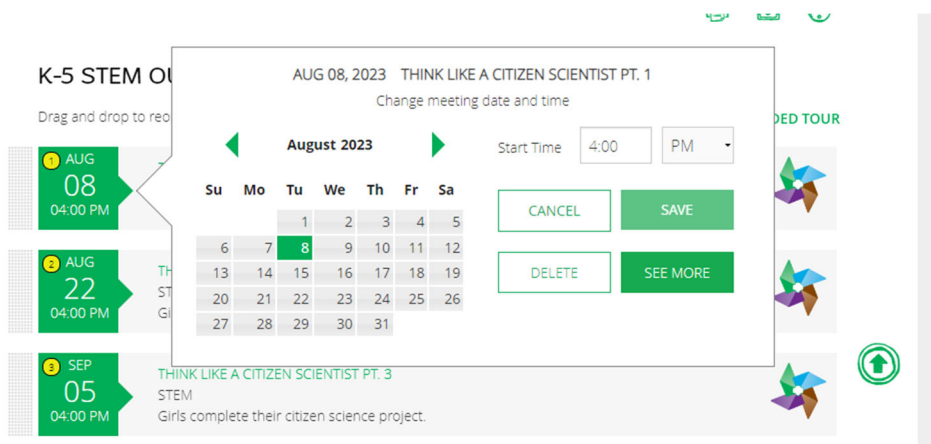 K-5 STEM OU
Drag and drop to reo
DED TOUR
AUG 08, 2023 THINK LIKE A CITIZEN SCIENTIST PT. 1
Change meeting date and time
August 2023
Su Mo Tu We Th Fr Sa
1 2 3 4 5
6 7 8 9 10 11 12
13 14 15 16 17 18 19
20 21 22 23 24 25 26
27 28 29 30 31
Start Time 4:00 PM
CANCEL SAVE
DELETE SEE MORE
1 AUG
08
04:00 PM
2 AUG
22
04:00 PM
TH
ST
Gi
3 SEP
05
04:00 PM
THINK LIKE A CITIZEN SCIENTIST PT. 3
STEM
Girls complete their citizen science project.